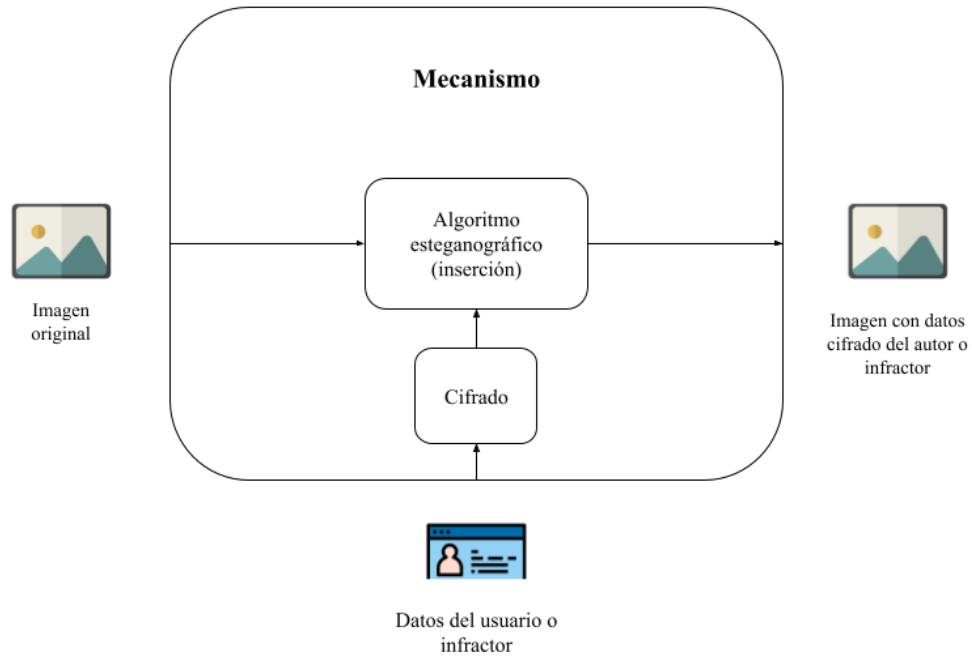 Mecanismo
Algoritmo
esteganográfico
(inserción)
Imagen
original
Imagen con datos
cifrado del autor o
infractor
Cifrado
Datos del usuario o
infractor